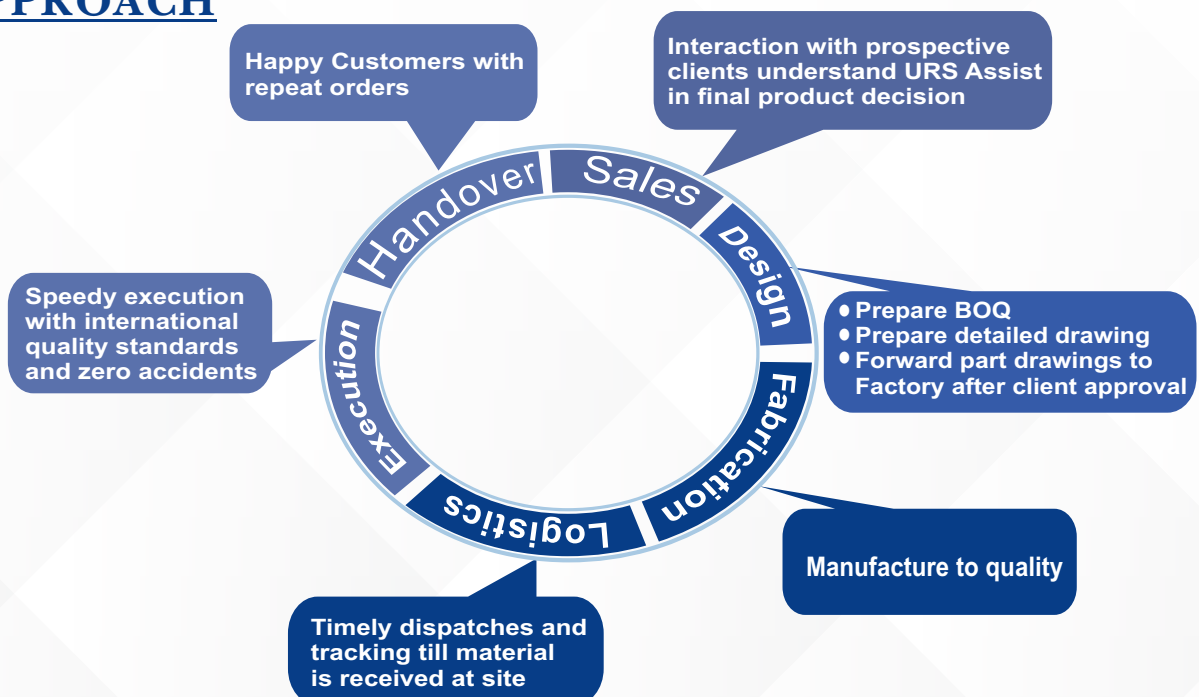 PPROACH
Happy Customers with
repeat orders
Interaction with prospective
clients understand URS Assist
in final product decision
Handover
Sales
Design
Speedy execution
with international
quality standards
and zero accidents
• Prepare BOQ
• Prepare detailed drawing
• Forward part drawings to
Factory after client approval
Execution
Fabrication
Logistics
Manufacture to quality
Timely dispatches and
tracking till material
is received at site